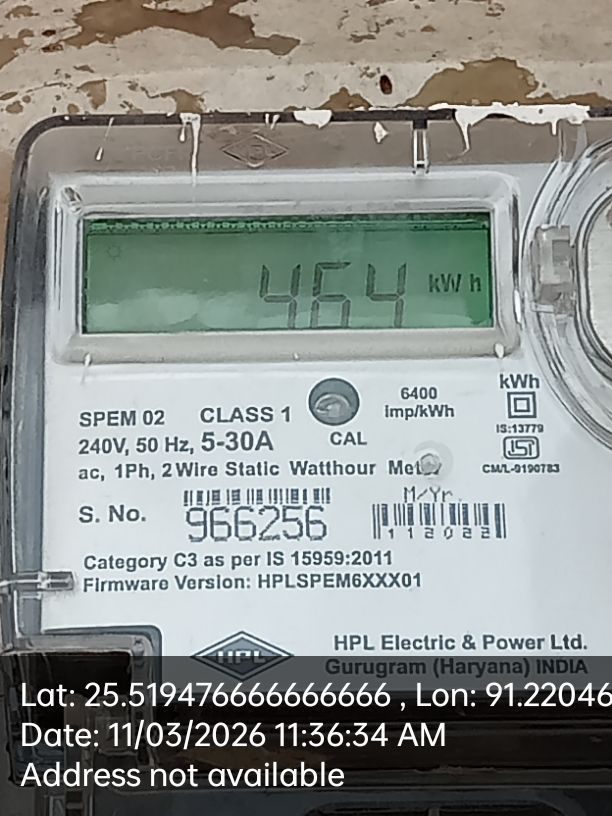 464 kWh
6400
imp/kWh
kWh
SPEM 02 CLASS 1
CAL
IS:13779
240V, 50 Hz, 5-30A
ac, 1Ph, 2 Wire Static Watthour Meter
CM/L-9190783
M/Yr.
S. No. 966256
112022
Category C3 as per IS 15959:2011
Firmware Version: HPLSPEM6XXX01
HPL
HPL Electric & Power Ltd.
Gurugram (Haryana) INDIA
Lat: 25.519476666666666 , Lon: 91.22046
Date: 11/03/2026 11:36:34 AM
Address not available